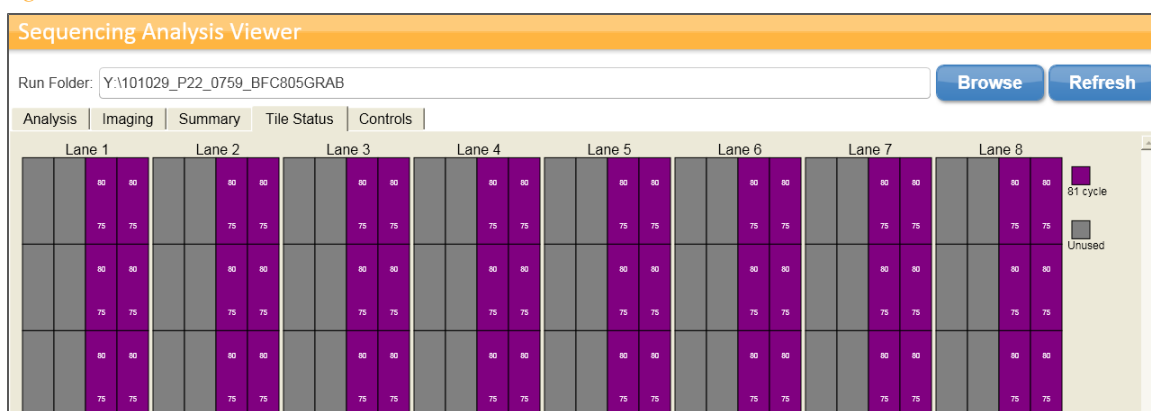 Sequencing Analysis Viewer
Run Folder: Y:\101029_P22_0759_BFC805GRAB Browse Refresh
Analysis Imaging Summary Tile Status Controls
Lane 1 Lane 2 Lane 3 Lane 4 Lane 5 Lane 6 Lane 7 Lane 8
80 80 80 80 80 80 80 80 80 80 80 80 80 80 80 80
81 cycle
75 75 75 75 75 75 75 75 75 75 75 75 75 75 75 75
Unused
80 80 80 80 80 80 80 80 80 80 80 80 80 80 80 80
75 75 75 75 75 75 75 75 75 75 75 75 75 75 75 75
80 80 80 80 80 80 80 80 80 80 80 80 80 80 80 80
75 75 75 75 75 75 75 75 75 75 75 75 75 75 75 75